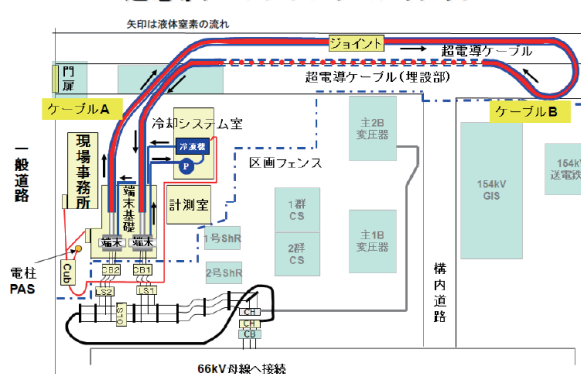 矢印は液体窒素の流れ
ジョイント
超電導ケーブル
門扉
超電導ケーブル(埋設部)
ケーブルA
ケーブルB
冷却システム室
冷凍機
P
主2B
変圧器
区画フェンス
154kV
GIS
154kV
一般道路
現場事務所
端末基礎
計測室
1群
CS
2群
CS
主1B
変圧器
端末
端末
1号ShR
2号ShR
電柱
PAS
Cub
CB2
CB1
LS2
LS1
OLS
CH
CH
CB
構内道路
66kV母線へ接続